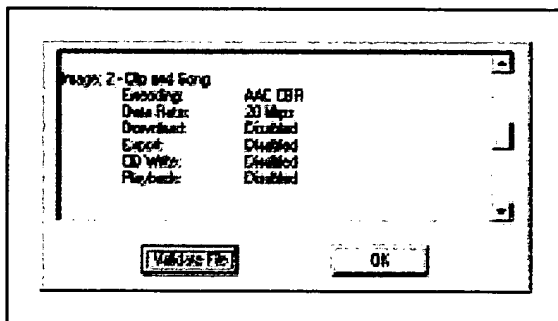 Image: 2 - Clip and Song
Encoding: AAC CBR
Data Rate: 20 kbps
Download: Disabled
Export: Disabled
CD Write: Disabled
Playback: Disabled
Validate File OK